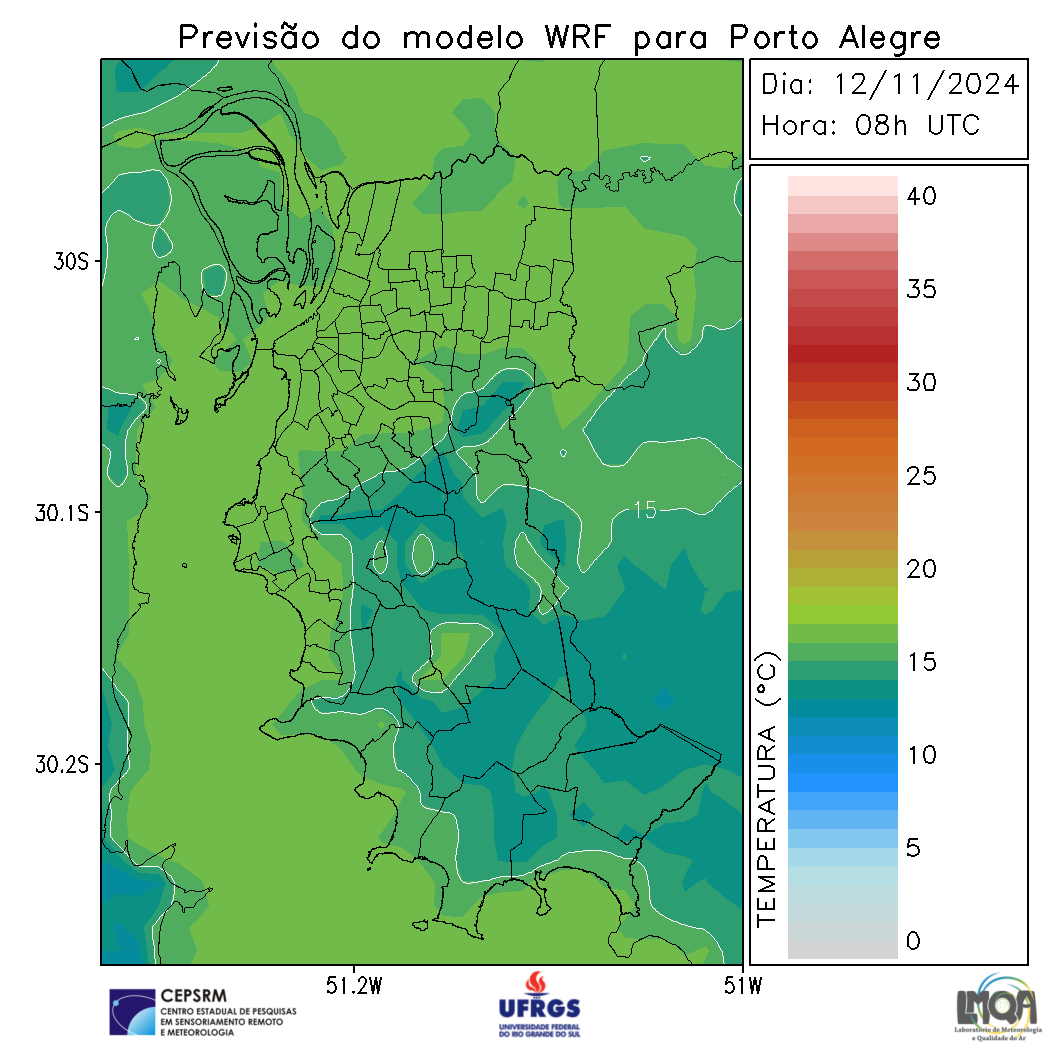 Previsão do modelo WRF para Porto Alegre
Dia: 12/11/2024
Hora: 08h UTC
30S
30.1S
30.2S
51.2W
51W
15
TEMPERATURA (°C)
40
35
30
25
20
15
10
5
0
CEPSRM
CENTRO ESTADUAL DE PESQUISAS
EM SENSORIAMENTO REMOTO
E METEOROLOGIA
UFRGS
UNIVERSIDADE FEDERAL
DO RIO GRANDE DO SUL
LMQA
Laboratório de Meteorologia
e Qualidade do Ar